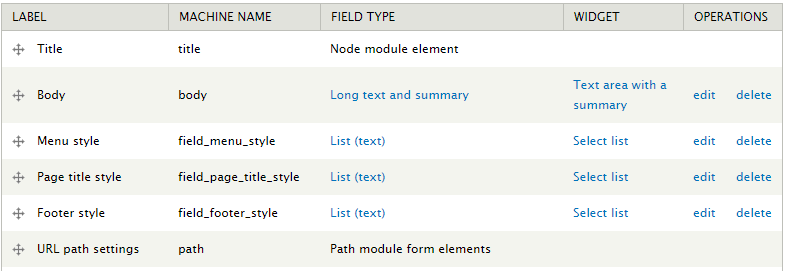 LABEL MACHINE NAME FIELD TYPE WIDGET OPERATIONS
Title title Node module element
Body body Long text and summary Text area with a summary edit delete
Menu style field_menu_style List (text) Select list edit delete
Page title style field_page_title_style List (text) Select list edit delete
Footer style field_footer_style List (text) Select list edit delete
URL path settings path Path module form elements